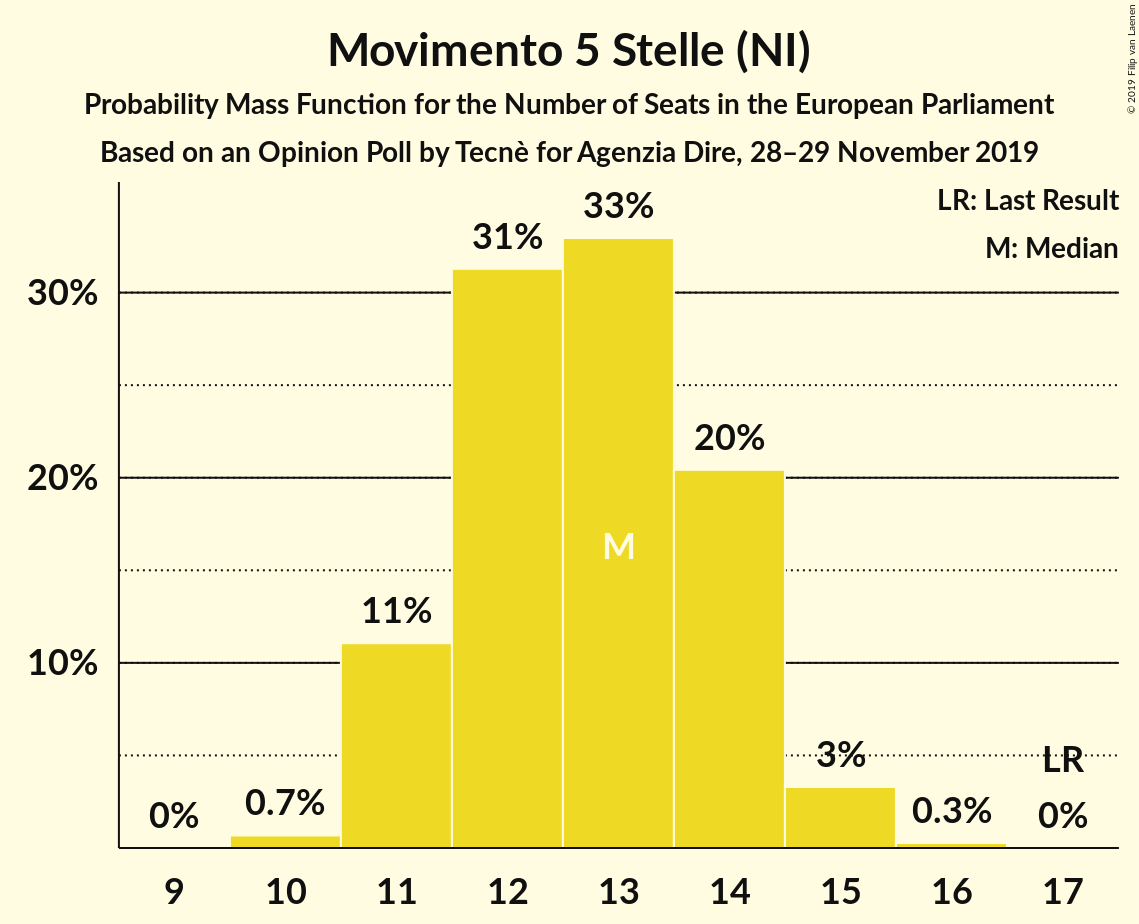 Movimento 5 Stelle (NI)
Probability Mass Function for the Number of Seats in the European Parliament
Based on an Opinion Poll by Tecnè for Agenzia Dire, 28–29 November 2019
© 2019 Filip van Laenen
LR: Last Result
M: Median
33%
31%
30%
20%
20%
M
11%
10%
3%
LR
0.7%
0.3%
0%
0%
9 10 11 12 13 14 15 16 17